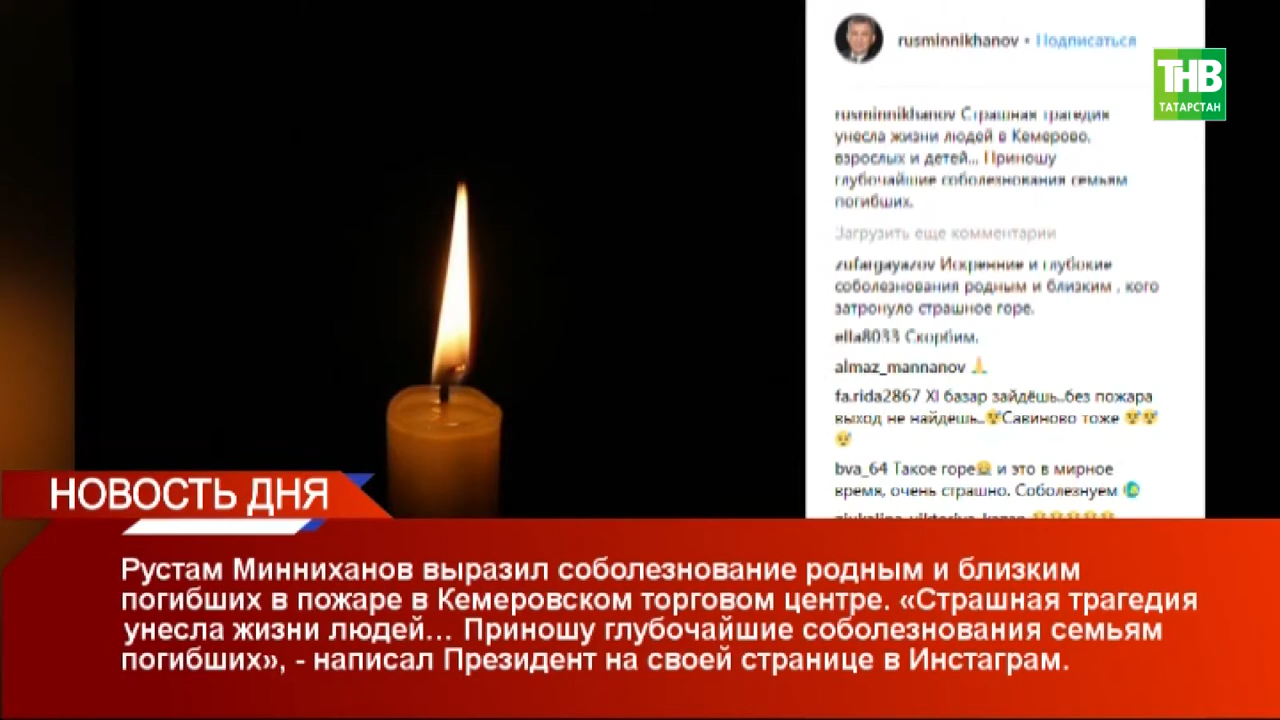 rusminnikhanov • Подписаться
ТНВ
ТАТАРСТАН
rusminnikhanov Страшная трагедия
унесла жизни людей в Кемерово,
взрослых и детей... Приношу
глубочайшие соболезнования семьям
погибших.
Загрузить еще комментарии
zufargayazov Искренние и глубокие
соболезнования родным и близким , кого
затронуло страшное горе.
ella8033 Скорбим.
almaz_mannanov 🙏
fa.rida2867 XI базар зайдёшь..без пожара
выход не найдешь..😰Савиново тоже 😰😰
😰
bva_64 Такое горе😭 и это в мирное
время, очень страшно. Соболезнуем
НОВОСТЬ ДНЯ
Рустам Минниханов выразил соболезнование родным и близким
погибших в пожаре в Кемеровском торговом центре. «Страшная трагедия
унесла жизни людей... Приношу глубочайшие соболезнования семьям
погибших», - написал Президент на своей странице в Инстаграм.